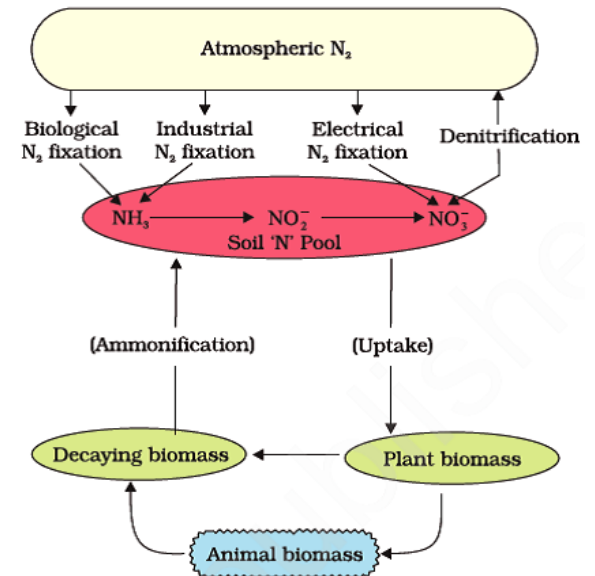 Atmospheric N₂
Biological
N₂ fixation
Industrial
N₂ fixation
Electrical
N₂ fixation
Denitrification
NH₃
NO₂⁻
NO₃⁻
Soil ‘N’ Pool
(Ammonification)
(Uptake)
Decaying biomass
Plant biomass
Animal biomass